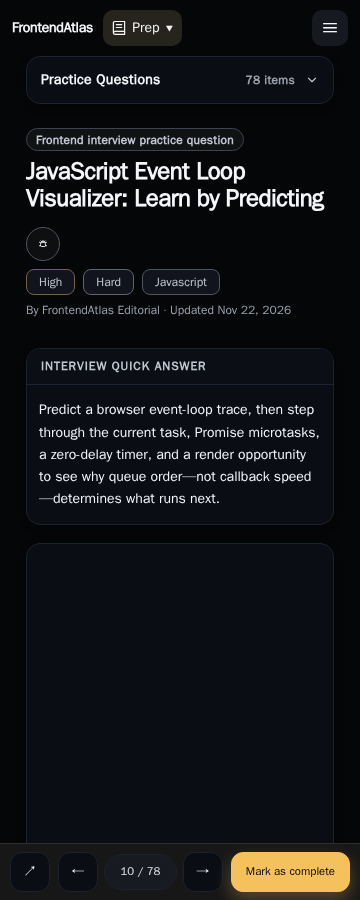 FrontendAtlas
Prep ▼
Practice Questions
78 items
Frontend interview practice question
JavaScript Event Loop
Visualizer: Learn by Predicting
High
Hard
Javascript
By FrontendAtlas Editorial · Updated Nov 22, 2026
INTERVIEW QUICK ANSWER
Predict a browser event-loop trace, then step
through the current task, Promise microtasks,
a zero-delay timer, and a render opportunity
to see why queue order—not callback speed
—determines what runs next.
↗
←
10 / 78
→
Mark as complete